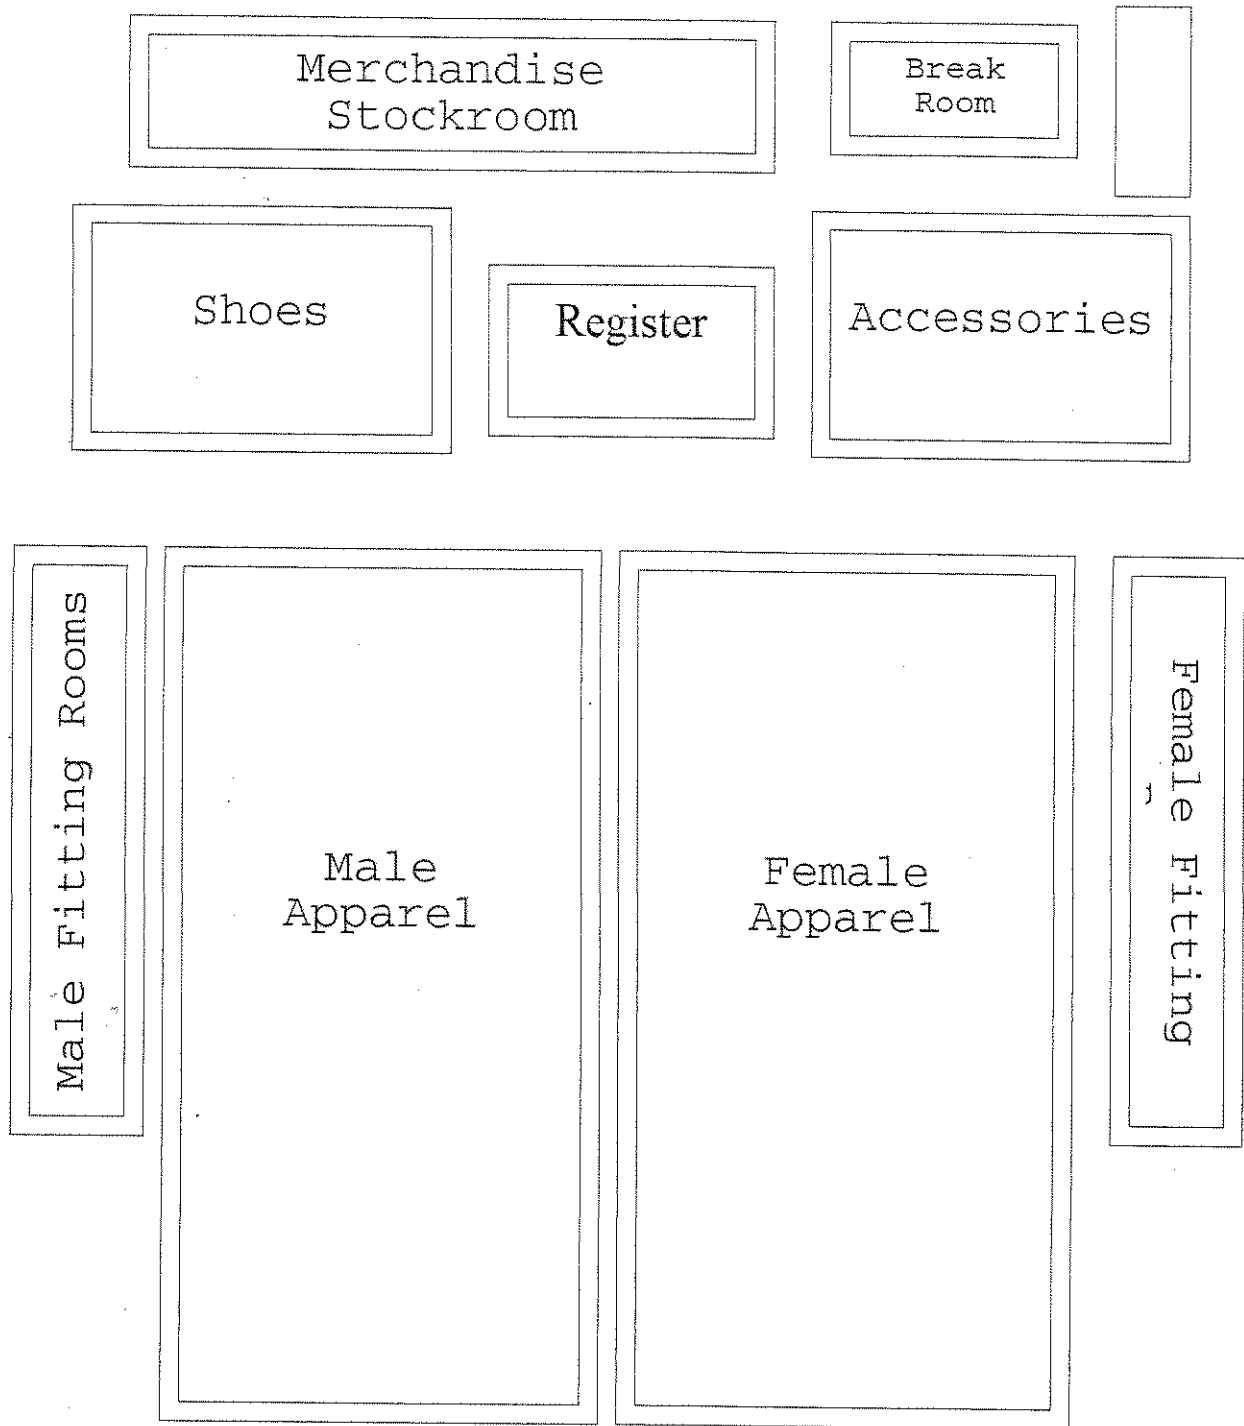 Merchandise
Stockroom
Break
Room
Shoes
Register
Accessories
Male Fitting Rooms
Male
Apparel
Female
Apparel
Female Fitting